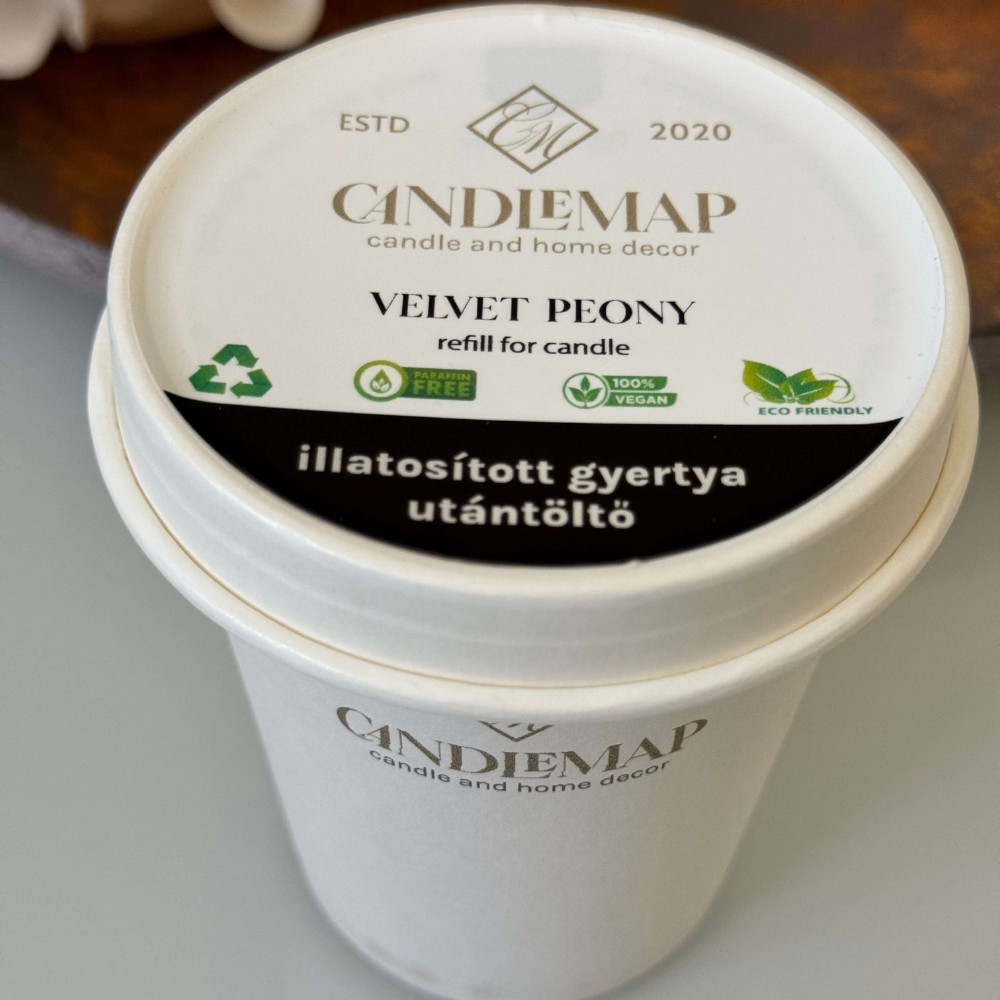 ESTD CM 2020
CANDLEMAP
candle and home decor
VELVET PEONY
refill for candle
PARAFFIN FREE
100% VEGAN
ECO FRIENDLY
illatosított gyertya
utántöltő
CANDLEMAP
candle and home decor